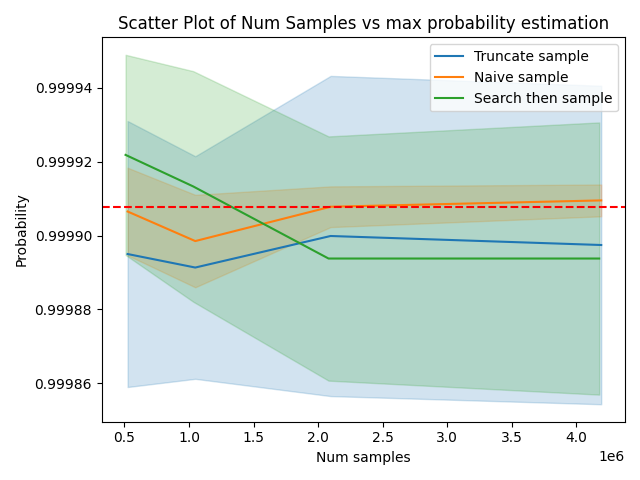 Scatter Plot of Num Samples vs max probability estimation
Truncate sample
Naive sample
Search then sample
Probability
0.99994
0.99992
0.99990
0.99988
0.99986
0.5 1.0 1.5 2.0 2.5 3.0 3.5 4.0
1e6
Num samples